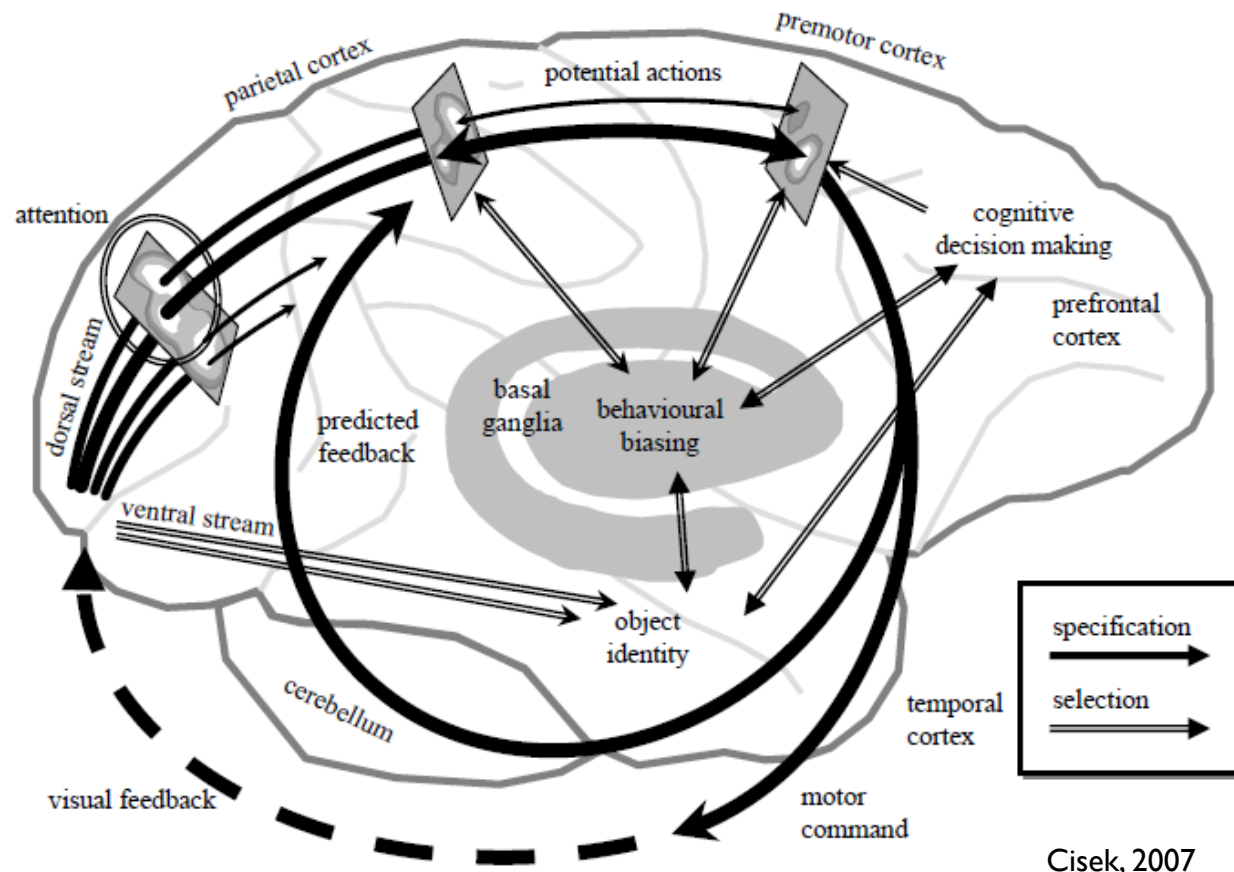 premotor cortex
parietal cortex
potential actions
attention
cognitive
decision making
prefrontal
cortex
dorsal stream
basal
ganglia
behavioural
biasing
predicted
feedback
ventral stream
object
identity
specification
selection
cerebellum
temporal
cortex
visual feedback
motor
command
Cisek, 2007